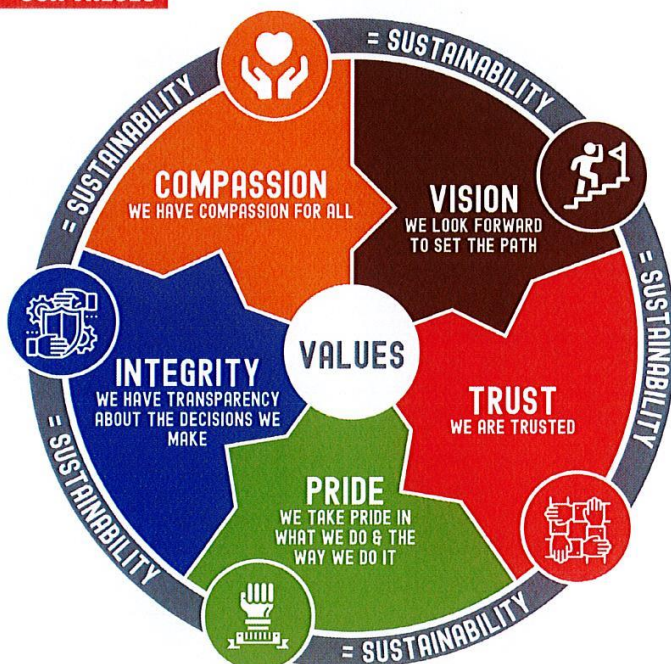 OUR VALUES
= SUSTAINABILITY
= SUSTAINABILITY
COMPASSION
WE HAVE COMPASSION FOR ALL
VISION
WE LOOK FORWARD
TO SET THE PATH
= SUSTAINABILITY
VALUES
INTEGRITY
WE HAVE TRANSPARENCY
ABOUT THE DECISIONS WE
MAKE
TRUST
WE ARE TRUSTED
= SUSTAINABILITY
PRIDE
WE TAKE PRIDE IN
WHAT WE DO & THE
WAY WE DO IT
= SUSTAINABILITY